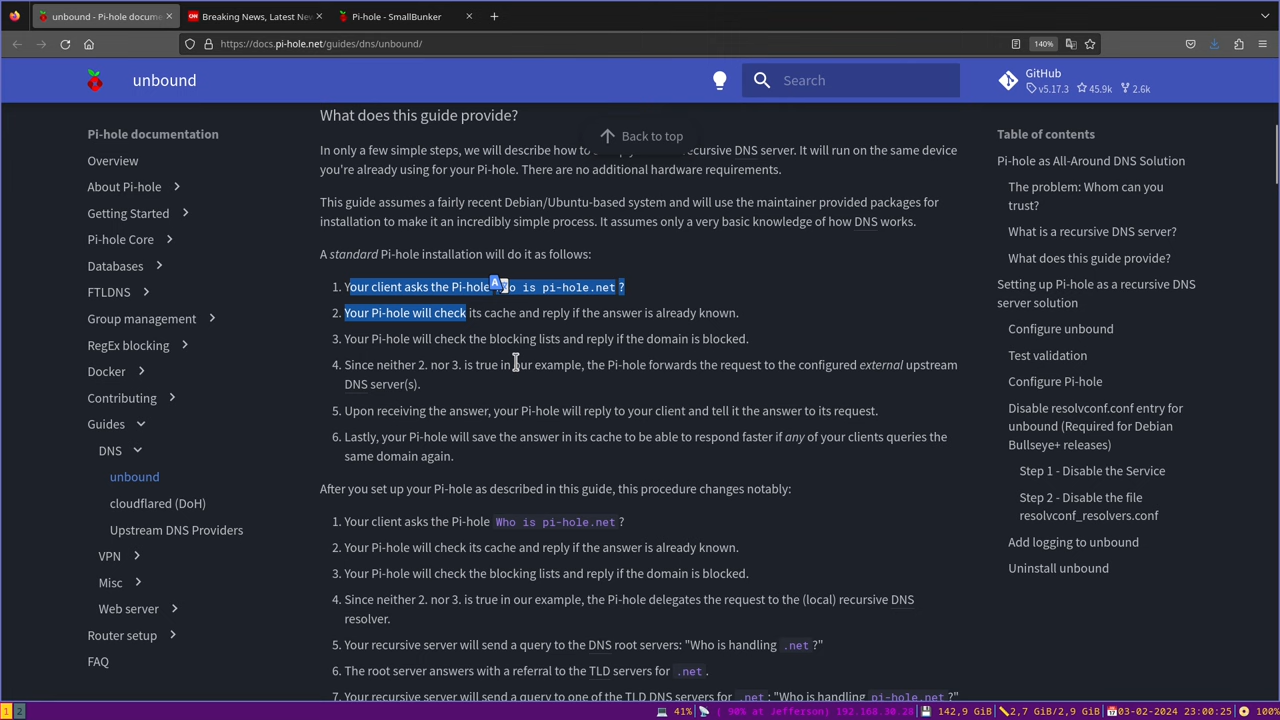 unbound - Pi-hole docume
Breaking News, Latest Ne
Pi-hole - SmallBunker
https://docs.pi-hole.net/guides/dns/unbound/
140%
unbound
Search
GitHub
v5.17.3 45.9k 2.6k
Back to top
Pi-hole documentation
Overview
About Pi-hole
Getting Started
Pi-hole Core
Databases
FTLDNS
Group management
RegEx blocking
Docker
Contributing
Guides
DNS
unbound
cloudflared (DoH)
Upstream DNS Providers
VPN
Misc
Web server
Router setup
FAQ
What does this guide provide?
In only a few simple steps, we will describe how to recursive DNS server. It will run on the same device
you're already using for your Pi-hole. There are no additional hardware requirements.
This guide assumes a fairly recent Debian/Ubuntu-based system and will use the maintainer provided packages for
installation to make it an incredibly simple process. It assumes only a very basic knowledge of how DNS works.
A standard Pi-hole installation will do it as follows:
1. Your client asks the Pi-hole is pi-hole.net ?
2. Your Pi-hole will check its cache and reply if the answer is already known.
3. Your Pi-hole will check the blocking lists and reply if the domain is blocked.
4. Since neither 2. nor 3. is true in our example, the Pi-hole forwards the request to the configured external upstream
DNS server(s).
5. Upon receiving the answer, your Pi-hole will reply to your client and tell it the answer to its request.
6. Lastly, your Pi-hole will save the answer in its cache to be able to respond faster if any of your clients queries the
same domain again.
After you set up your Pi-hole as described in this guide, this procedure changes notably:
1. Your client asks the Pi-hole Who is pi-hole.net ?
2. Your Pi-hole will check its cache and reply if the answer is already known.
3. Your Pi-hole will check the blocking lists and reply if the domain is blocked.
4. Since neither 2. nor 3. is true in our example, the Pi-hole delegates the request to the (local) recursive DNS
resolver.
5. Your recursive server will send a query to the DNS root servers: "Who is handling .net ?"
6. The root server answers with a referral to the TLD servers for .net .
7. Your recursive server will send a query to one of the TLD DNS servers for .net : "Who is handling pi-hole.net ?"
Table of contents
Pi-hole as All-Around DNS Solution
The problem: Whom can you
trust?
What is a recursive DNS server?
What does this guide provide?
Setting up Pi-hole as a recursive DNS
server solution
Configure unbound
Test validation
Configure Pi-hole
Disable resolvconf.conf entry for
unbound (Required for Debian
Bullseye+ releases)
Step 1 - Disable the Service
Step 2 - Disable the file
resolvconf_resolvers.conf
Add logging to unbound
Uninstall unbound
1 2
41% ( 90% at Jefferson) 192.168.30.28 142,9 GiB 2,7 GiB/2,9 GiB 03-02-2024 23:00:25 100%